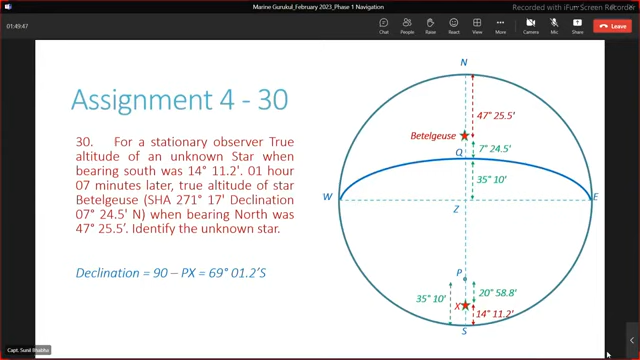 Marine Gurukul_February 2023_Phase 1 Navigation
Recorded with iFun Screen Recorder
01:49:47
Chat
People
Raise
React
View
More
Camera
Mic
Share
Leave
Assignment 4 - 30
30. For a stationary observer True
altitude of an unknown Star when
bearing south was 14° 11.2'. 01 hour
07 minutes later, true altitude of star
Betelgeuse (SHA 271° 17' Declination
07° 24.5' N) when bearing North was
47° 25.5'. Identify the unknown star.
Declination = 90 – PX = 69° 01.2'S
N
47° 25.5'
Betelgeuse
7° 24.5'
Q
35° 10'
W
E
Z
P
35° 10'
20° 58.8'
X
14° 11.2'
S
Capt. Sunil Bhabha